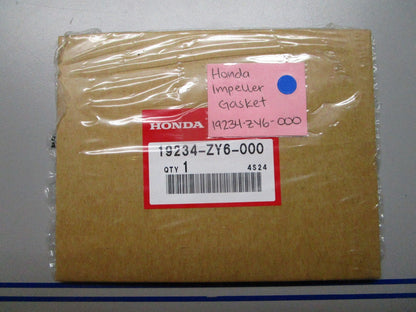 Honda
Impeller
Gasket
19234-ZY6-000
HONDA
19234-ZY6-000
QTY 1 4S24